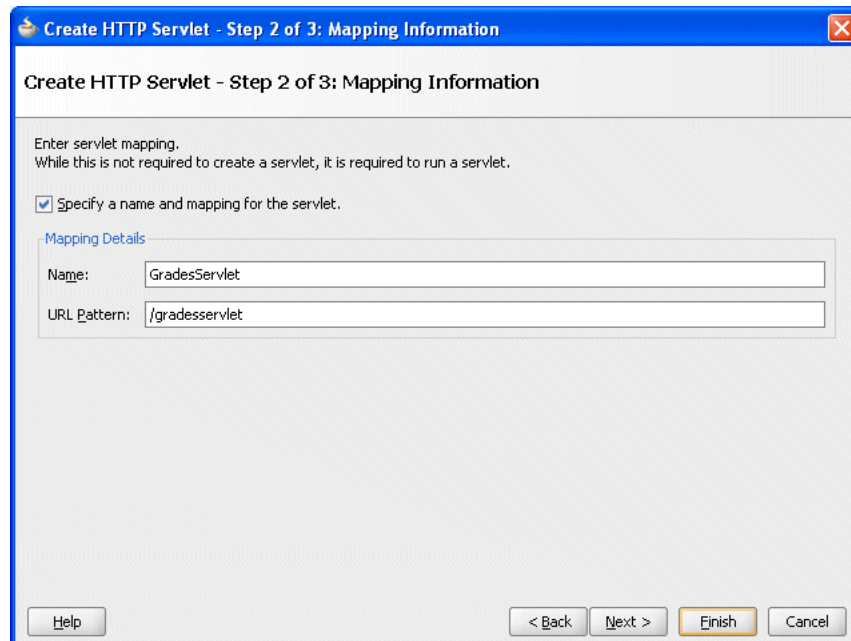 Create HTTP Servlet - Step 2 of 3: Mapping Information
Create HTTP Servlet - Step 2 of 3: Mapping Information
Enter servlet mapping.
While this is not required to create a servlet, it is required to run a servlet.
Specify a name and mapping for the servlet.
Mapping Details
Name: GradesServlet
URL Pattern: /gradesservlet
Help < Back Next > Finish Cancel